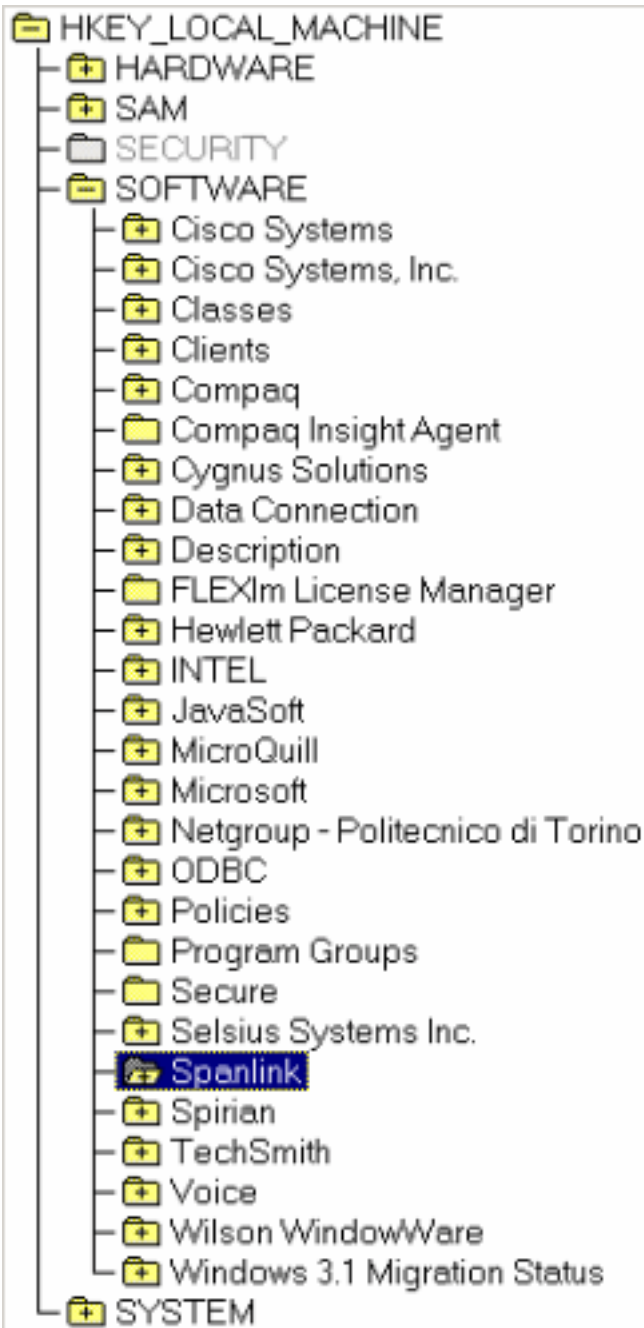 HKEY_LOCAL_MACHINE
HARDWARE
SAM
SECURITY
SOFTWARE
Cisco Systems
Cisco Systems, Inc.
Classes
Clients
Compaq
Compaq Insight Agent
Cygnus Solutions
Data Connection
Description
FLEXlm License Manager
Hewlett Packard
INTEL
JavaSoft
MicroQuill
Microsoft
Netgroup - Politecnico di Torino
ODBC
Policies
Program Groups
Secure
Selsius Systems Inc.
Spanlink
Spirian
TechSmith
Voice
Wilson WindowWare
Windows 3.1 Migration Status
SYSTEM